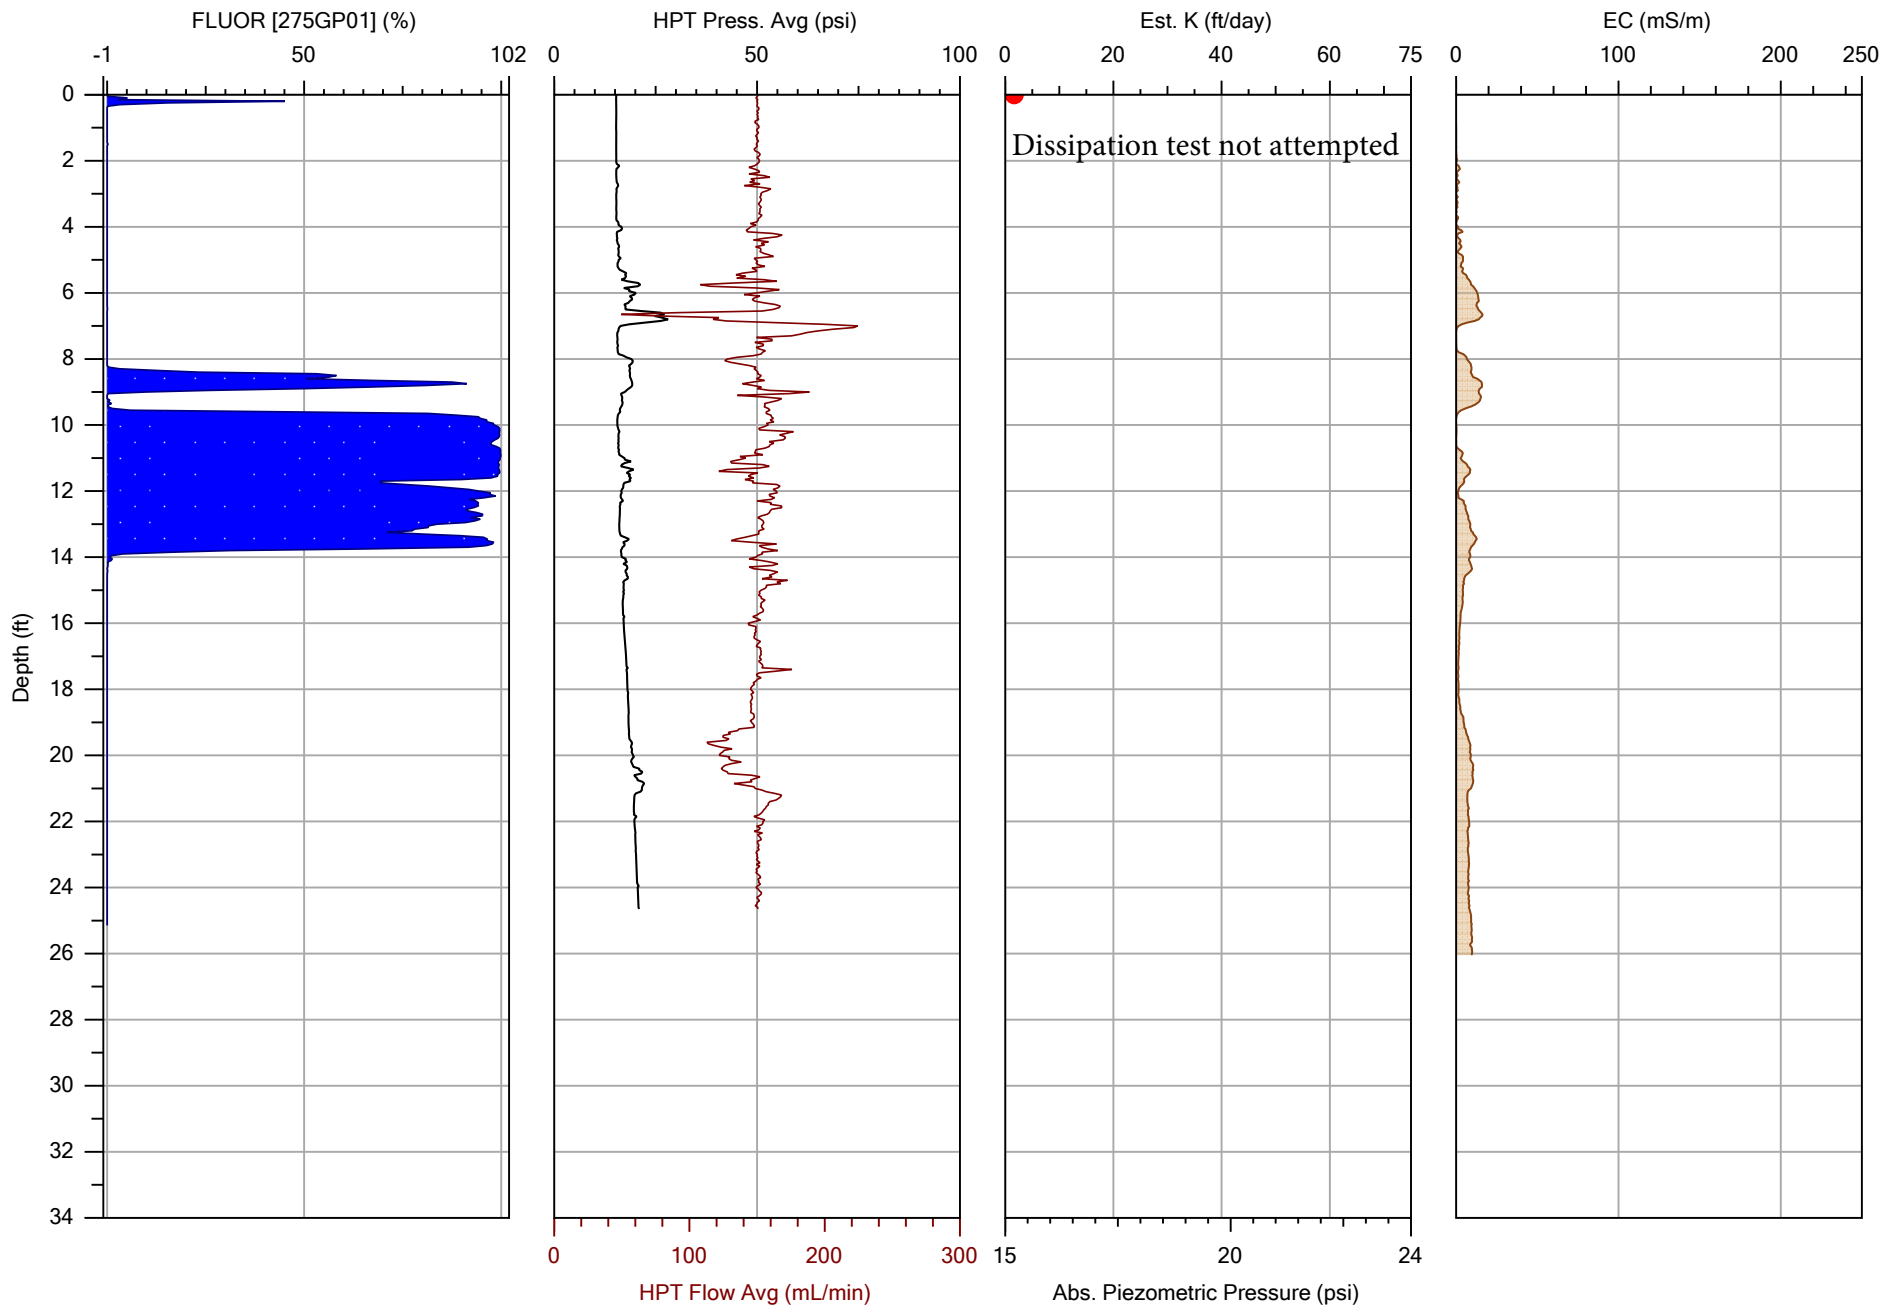 FLUOR [275GP01] (%)
HPT Press. Avg (psi)
Est. K (ft/day)
EC (mS/m)
-1 50 102
0 50 100
0 20 40 60 75
0 100 200 250
Dissipation test not attempted
Depth (ft)
0
2
4
6
8
10
12
14
16
18
20
22
24
26
28
30
32
34
0 100 200 300
HPT Flow Avg (mL/min)
15 20 24
Abs. Piezometric Pressure (psi)